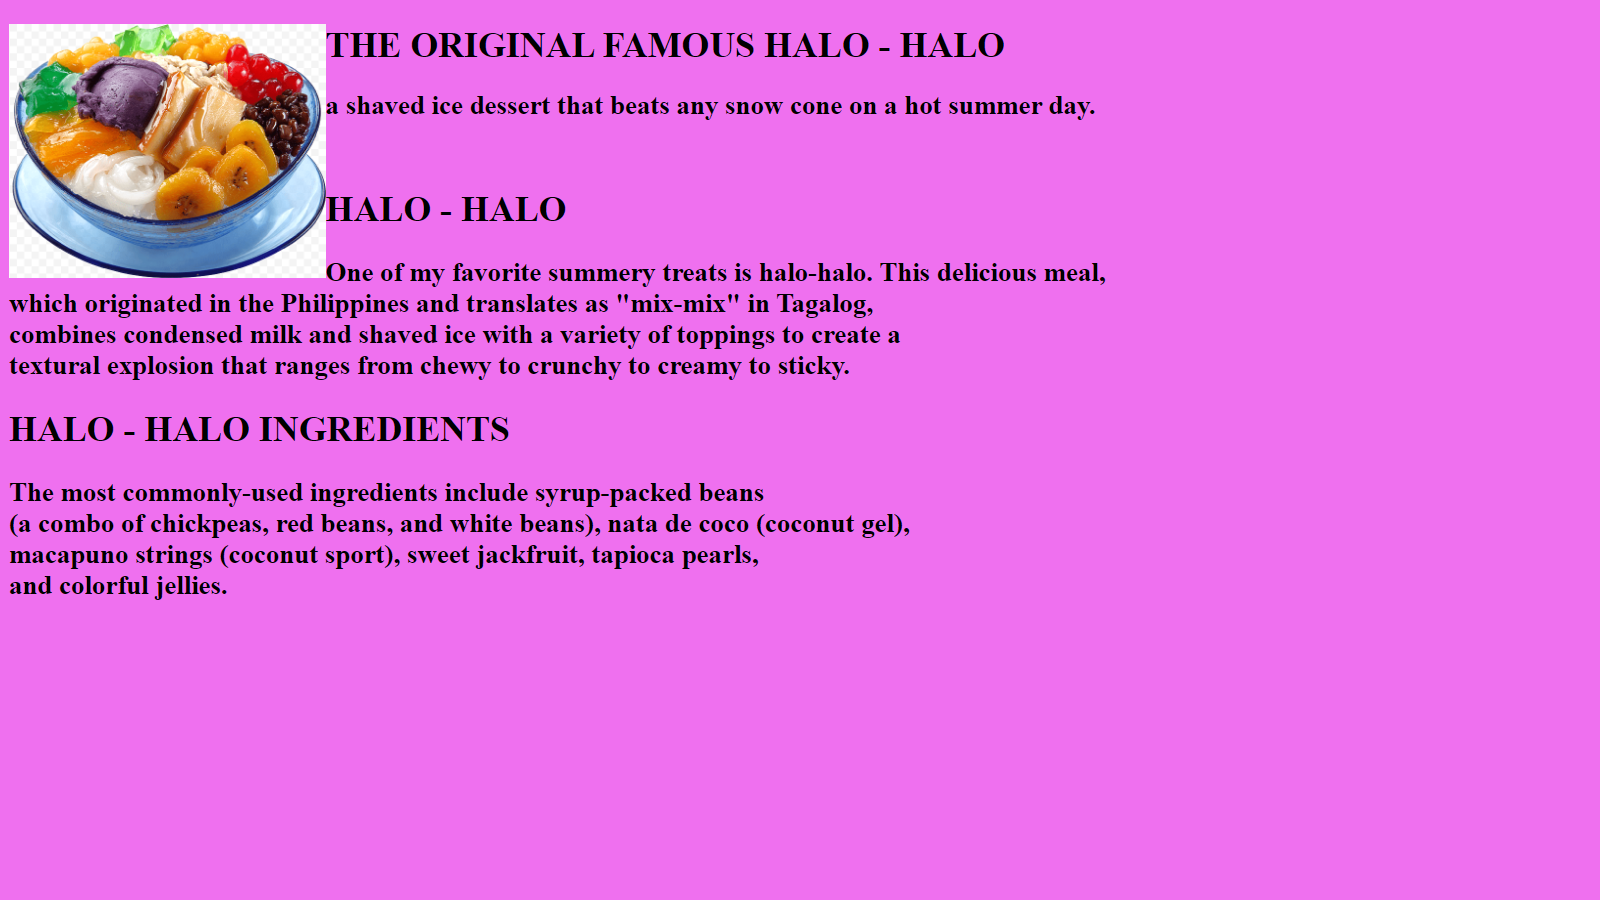 THE ORIGINAL FAMOUS HALO - HALO
a shaved ice dessert that beats any snow cone on a hot summer day.
HALO - HALO
One of my favorite summery treats is halo-halo. This delicious meal,
which originated in the Philippines and translates as "mix-mix" in Tagalog,
combines condensed milk and shaved ice with a variety of toppings to create a
textural explosion that ranges from chewy to crunchy to creamy to sticky.
HALO - HALO INGREDIENTS
The most commonly-used ingredients include syrup-packed beans
(a combo of chickpeas, red beans, and white beans), nata de coco (coconut gel),
macapuno strings (coconut sport), sweet jackfruit, tapioca pearls,
and colorful jellies.